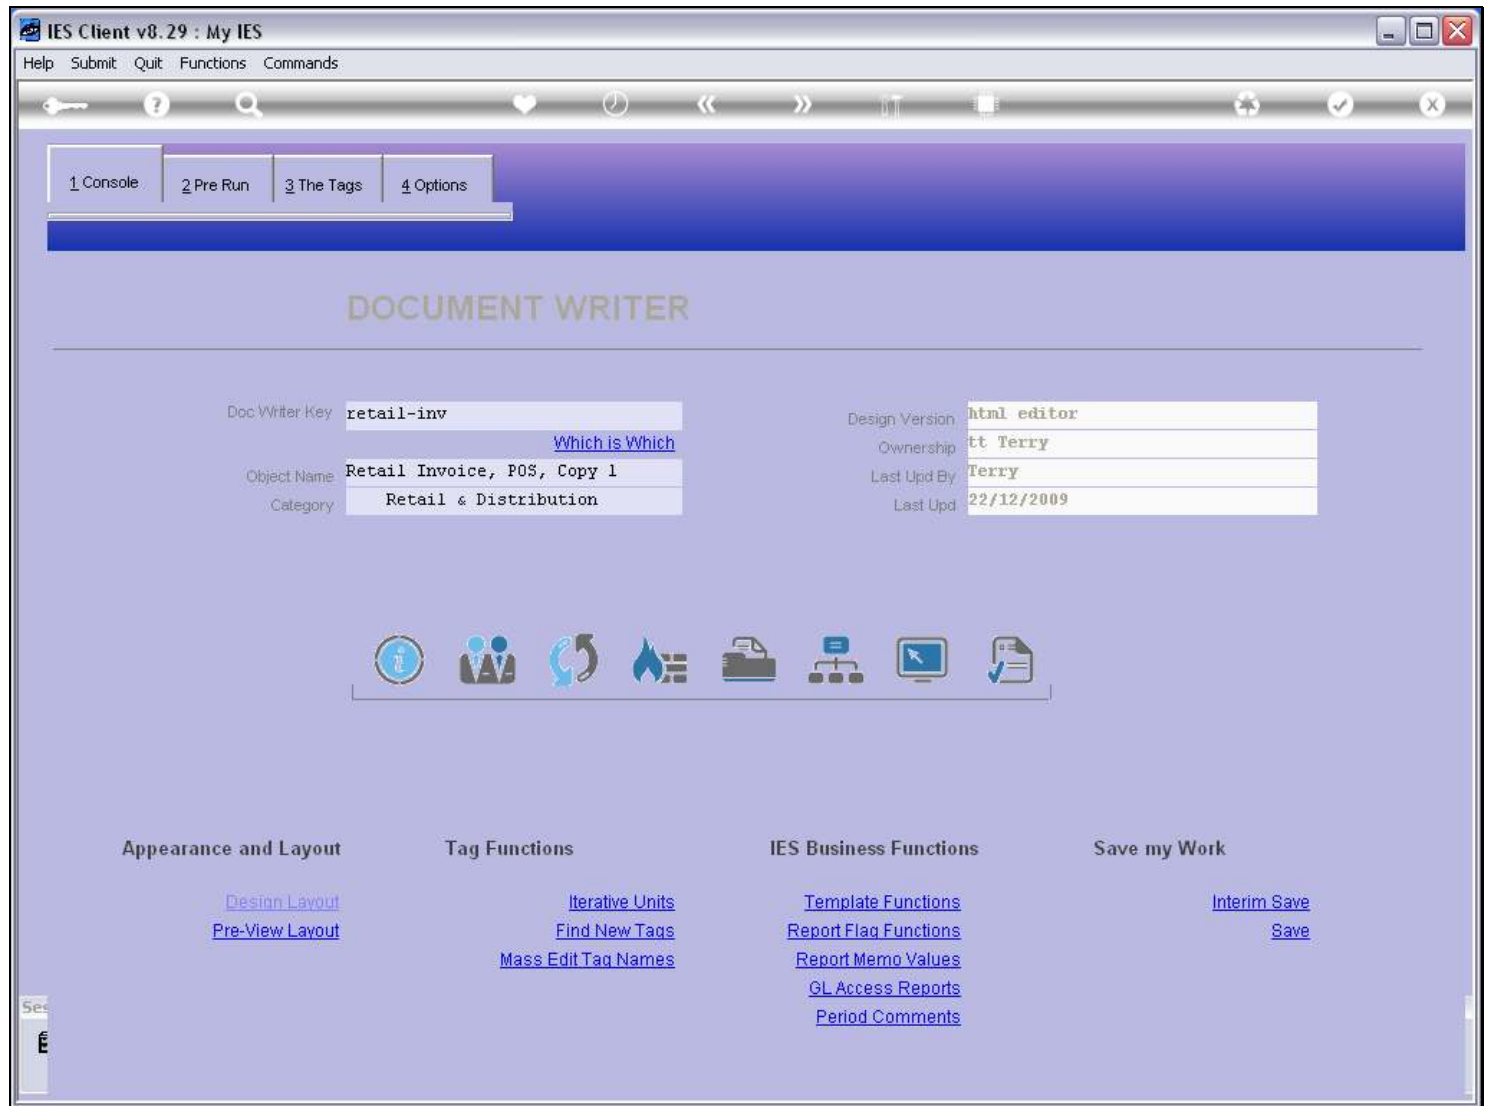 IES Client v8.29 : My IES
Help Submit Quit Functions Commands
1 Console 2 Pre Run 3 The Tags 4 Options
DOCUMENT WRITER
Doc Writer Key retail-inv Design Version html editor
Which is Which Ownership tt Terry
Object Name Retail Invoice, POS, Copy 1 Last Upd By Terry
Category Retail & Distribution Last Upd 22/12/2009
Appearance and Layout Tag Functions IES Business Functions Save my Work
Design Layout Iterative Units Template Functions Interim Save
Pre-View Layout Find New Tags Report Flag Functions Save
Mass Edit Tag Names Report Memo Values
GL Access Reports
Ses
Period Comments